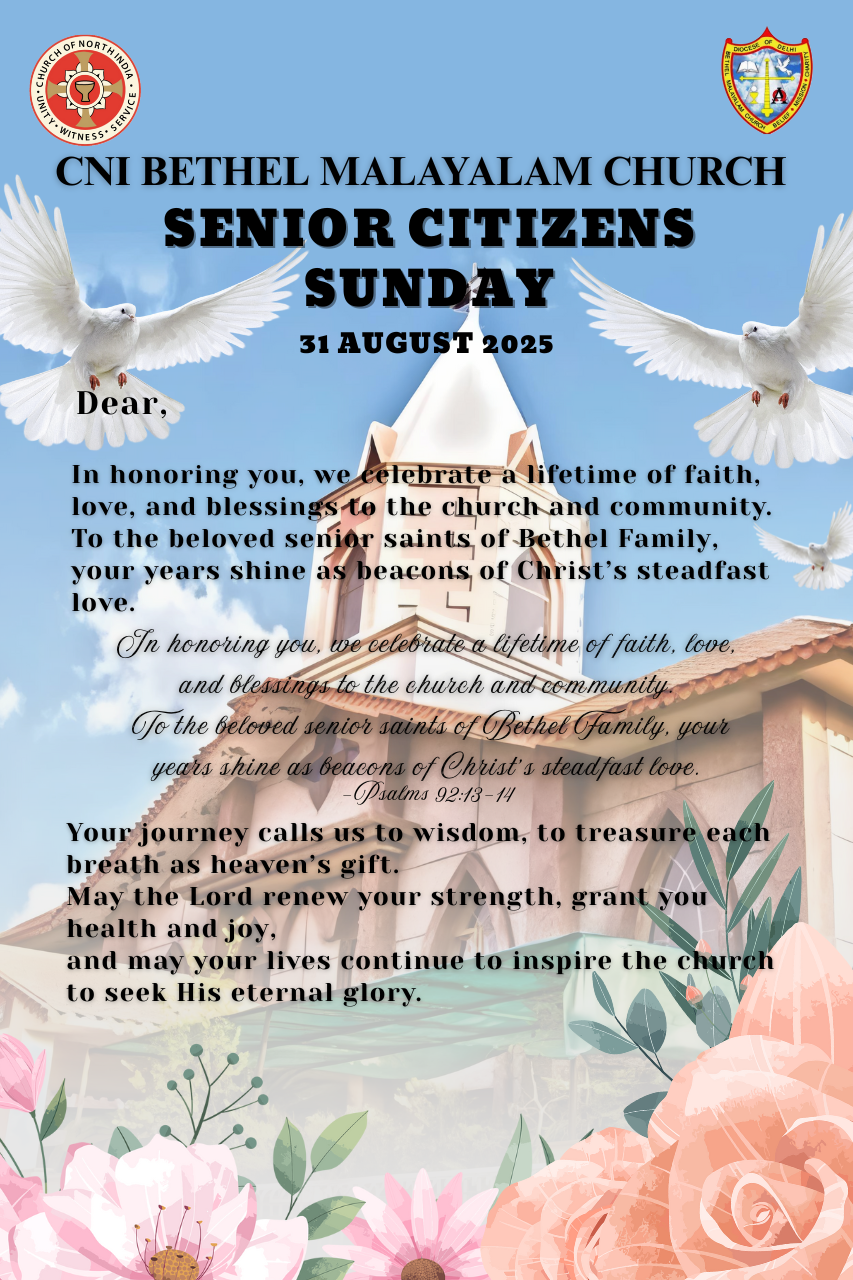 CHURCH OF NORTH INDIA
UNITY • WITNESS • SERVICE
DIOCESE OF DELHI
BETHEL MALAYALAM CHURCH
BELIEF • MISSION • CHARITY
CNI BETHEL MALAYALAM CHURCH
SENIOR CITIZENS
SUNDAY
31 AUGUST 2025
Dear,
In honoring you, we celebrate a lifetime of faith,
love, and blessings to the church and community.
To the beloved senior saints of Bethel Family,
your years shine as beacons of Christ's steadfast
love.
In honoring you, we celebrate a lifetime of faith, love,
and blessings to the church and community.
To the beloved senior saints of Bethel Family, your
years shine as beacons of Christ's steadfast love.
-Psalms 92:13-14
Your journey calls us to wisdom, to treasure each
breath as heaven's gift.
May the Lord renew your strength, grant you
health and joy,
and may your lives continue to inspire the church
to seek His eternal glory.